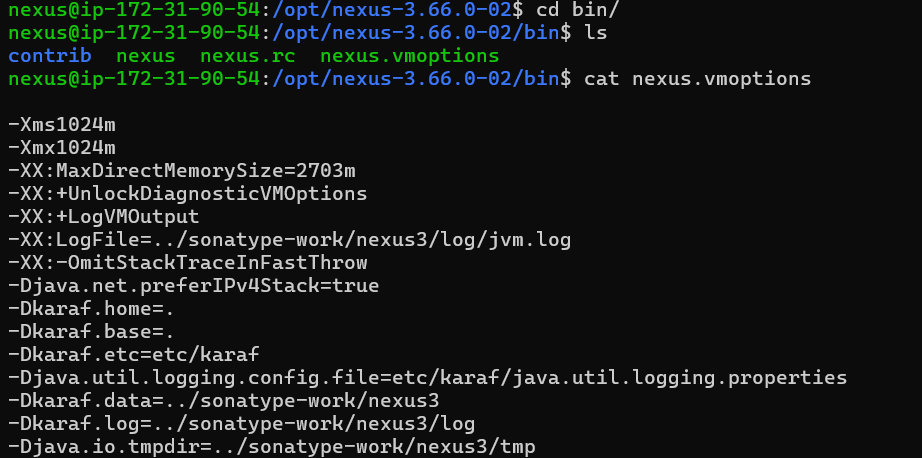 nexus@ip-172-31-90-54:/opt/nexus-3.66.0-02$ cd bin/
nexus@ip-172-31-90-54:/opt/nexus-3.66.0-02/bin$ ls
contrib  nexus  nexus.rc  nexus.vmoptions
nexus@ip-172-31-90-54:/opt/nexus-3.66.0-02/bin$ cat nexus.vmoptions
-Xms1024m
-Xmx1024m
-XX:MaxDirectMemorySize=2703m
-XX:+UnlockDiagnosticVMOptions
-XX:+LogVMOutput
-XX:LogFile=../sonatype-work/nexus3/log/jvm.log
-XX:-OmitStackTraceInFastThrow
-Djava.net.preferIPv4Stack=true
-Dkaraf.home=.
-Dkaraf.base=.
-Dkaraf.etc=etc/karaf
-Djava.util.logging.config.file=etc/karaf/java.util.logging.properties
-Dkaraf.data=../sonatype-work/nexus3
-Dkaraf.log=../sonatype-work/nexus3/log
-Djava.io.tmpdir=../sonatype-work/nexus3/tmp